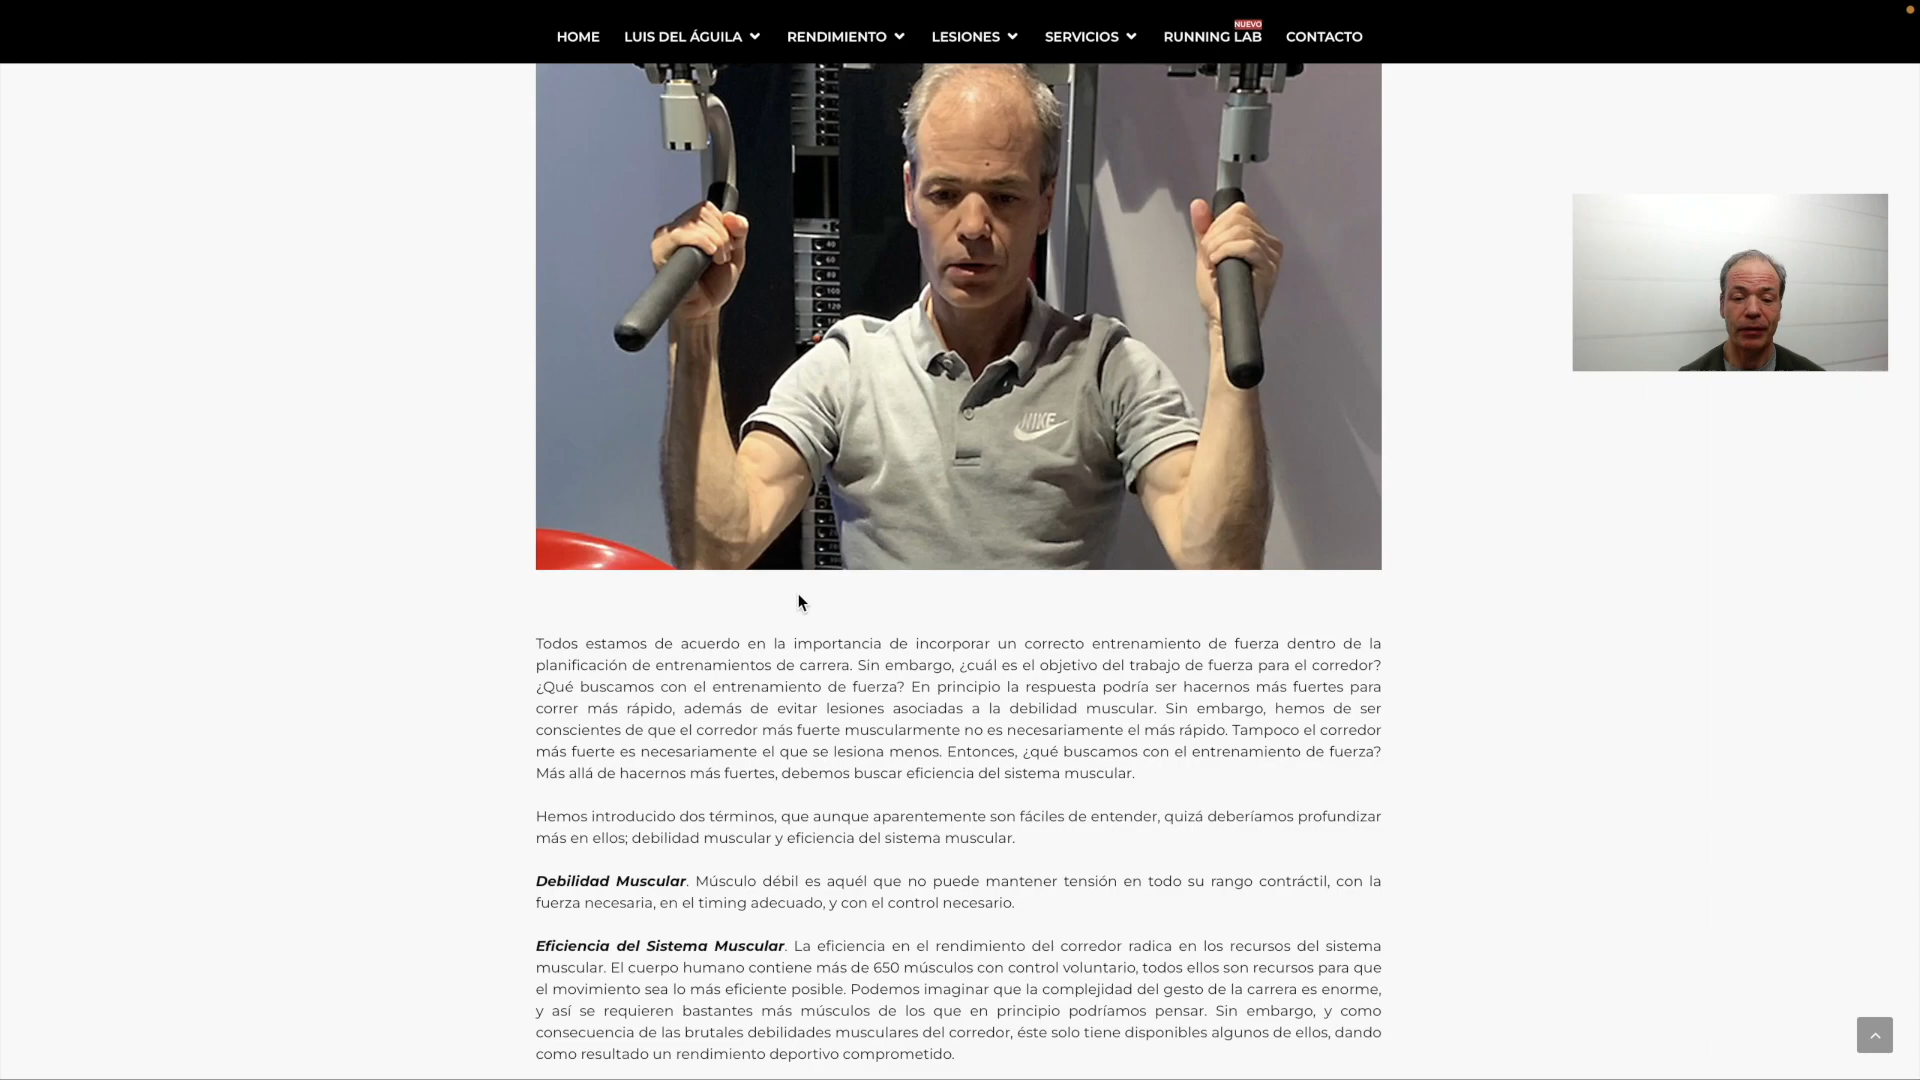 NUEVO
HOME LUIS DEL ÁGUILA RENDIMIENTO LESIONES SERVICIOS RUNNING LAB CONTACTO
40
60
80
100
120
NIKE
Todos estamos de acuerdo en la importancia de incorporar un correcto entrenamiento de fuerza dentro de la
planificación de entrenamientos de carrera. Sin embargo, ¿cuál es el objetivo del trabajo de fuerza para el corredor?
¿Qué buscamos con el entrenamiento de fuerza? En principio la respuesta podría ser hacernos más fuertes para
correr más rápido, además de evitar lesiones asociadas a la debilidad muscular. Sin embargo, hemos de ser
conscientes de que el corredor más fuerte muscularmente no es necesariamente el más rápido. Tampoco el corredor
más fuerte es necesariamente el que se lesiona menos. Entonces, ¿qué buscamos con el entrenamiento de fuerza?
Más allá de hacernos más fuertes, debemos buscar eficiencia del sistema muscular.
Hemos introducido dos términos, que aunque aparentemente son fáciles de entender, quizá deberíamos profundizar
más en ellos; debilidad muscular y eficiencia del sistema muscular.
Debilidad Muscular. Músculo débil es aquél que no puede mantener tensión en todo su rango contráctil, con la
fuerza necesaria, en el timing adecuado, y con el control necesario.
Eficiencia del Sistema Muscular. La eficiencia en el rendimiento del corredor radica en los recursos del sistema
muscular. El cuerpo humano contiene más de 650 músculos con control voluntario, todos ellos son recursos para que
el movimiento sea lo más eficiente posible. Podemos imaginar que la complejidad del gesto de la carrera es enorme,
y así se requieren bastantes más músculos de los que en principio podríamos pensar. Sin embargo, y como
consecuencia de las brutales debilidades musculares del corredor, éste solo tiene disponibles algunos de ellos, dando
como resultado un rendimiento deportivo comprometido.